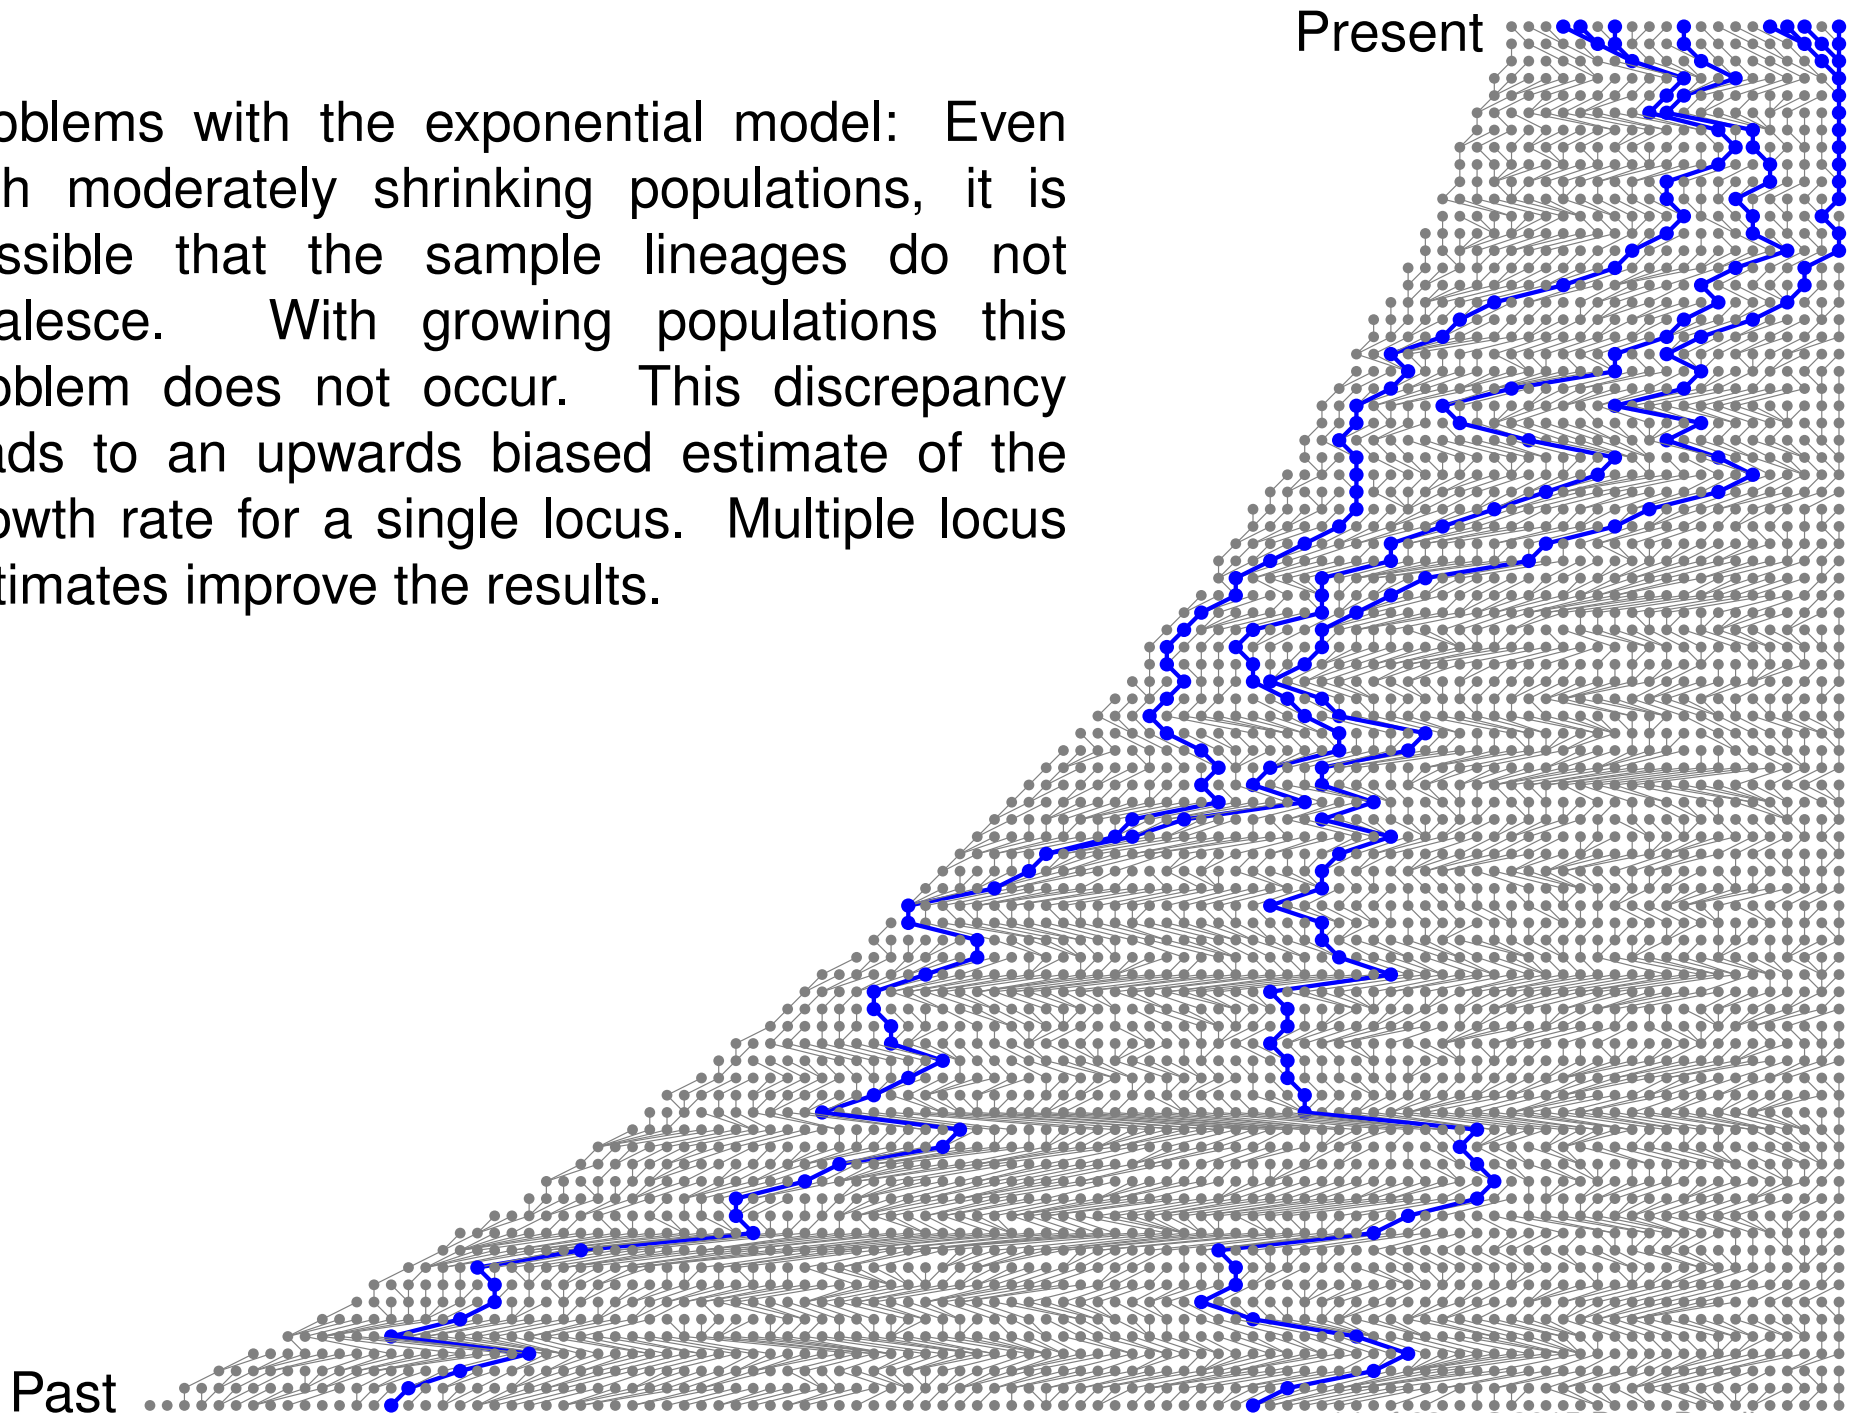 Present
oblems with the exponential model: Even
h moderately shrinking populations, it is
ssible that the sample lineages do not
alesce. With growing populations this
oblem does not occur. This discrepancy
ads to an upwards biased estimate of the
owth rate for a single locus. Multiple locus
timates improve the results.
Past